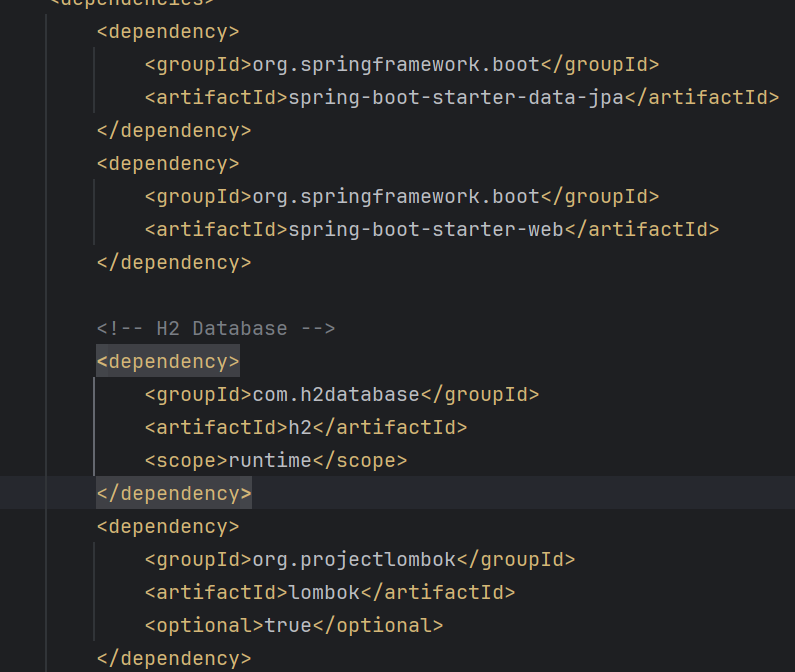 <dependencies>
<dependency>
<groupId>org.springframework.boot</groupId>
<artifactId>spring-boot-starter-data-jpa</artifactId>
</dependency>
<dependency>
<groupId>org.springframework.boot</groupId>
<artifactId>spring-boot-starter-web</artifactId>
</dependency>
<!-- H2 Database -->
<dependency>
<groupId>com.h2database</groupId>
<artifactId>h2</artifactId>
<scope>runtime</scope>
</dependency>
<dependency>
<groupId>org.projectlombok</groupId>
<artifactId>lombok</artifactId>
<optional>true</optional>
</dependency>